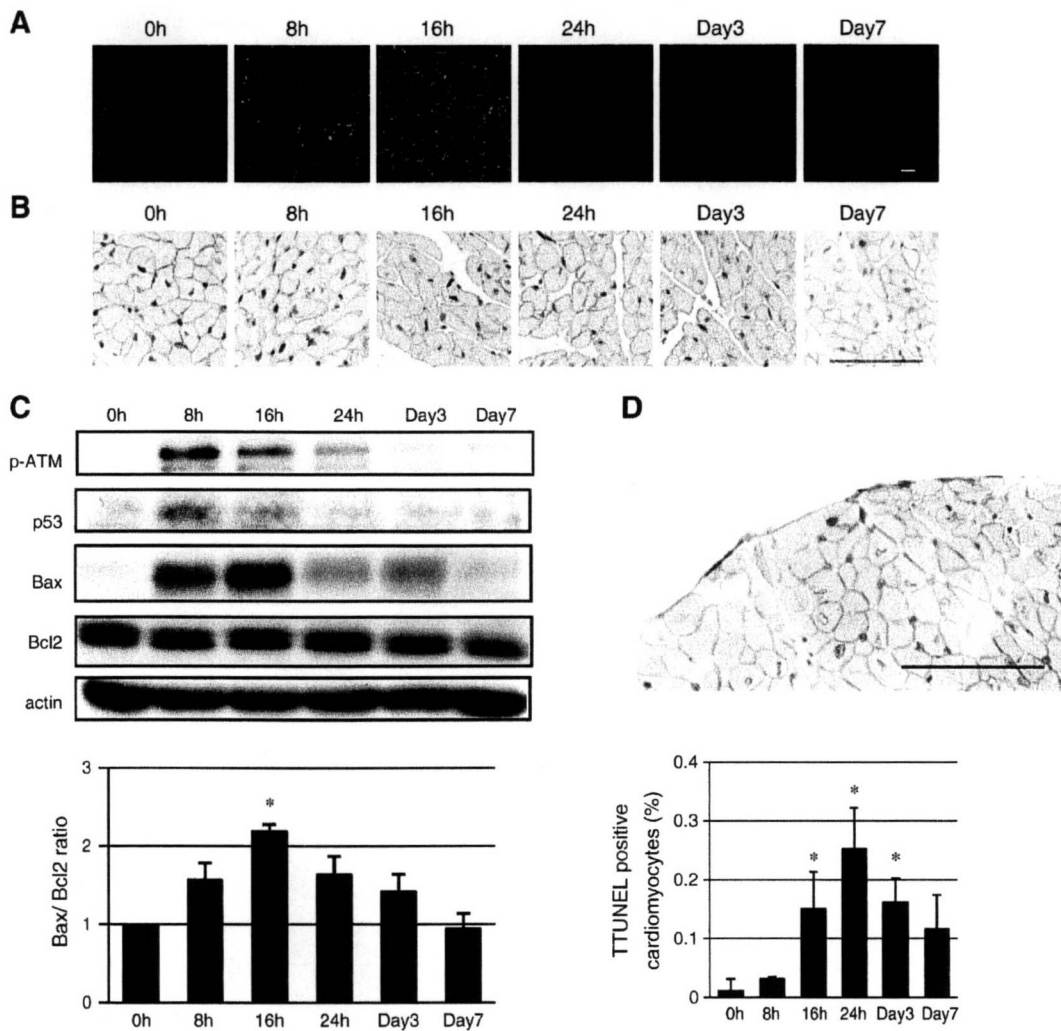 A
0h 8h 16h 24h Day3 Day7
B
0h 8h 16h 24h Day3 Day7
C
0h 8h 16h 24h Day3 Day7
p-ATM
p53
Bax
Bcl2
actin
3
2
1
0
Bax/ Bcl2 ratio
*
0h 8h 16h 24h Day3 Day7
D
0.4
0.3
0.2
0.1
0
TTUNEL positive
cardiomyocytes (%)
* * *
0h 8h 16h 24h Day3 Day7